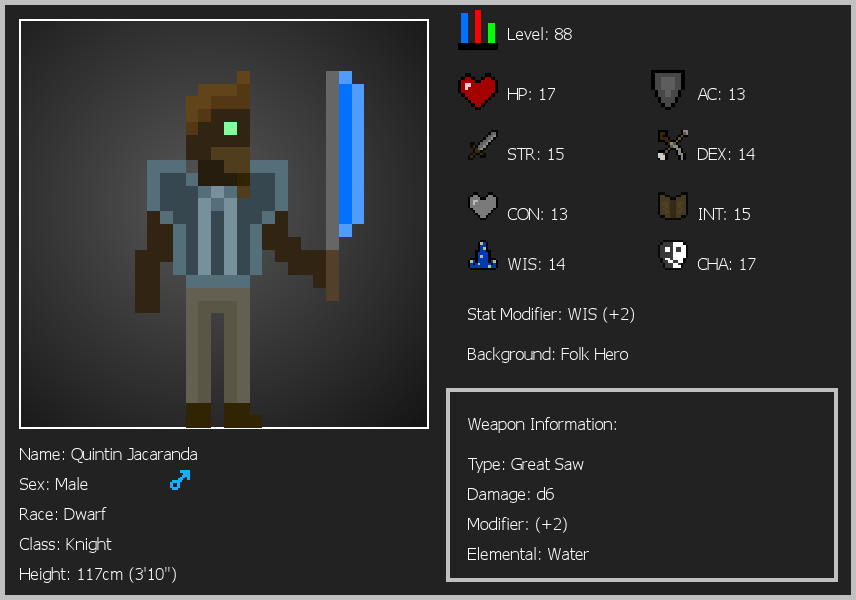 Level: 88
HP: 17
AC: 13
STR: 15
DEX: 14
CON: 13
INT: 15
WIS: 14
CHA: 17
Stat Modifier: WIS (+2)
Background: Folk Hero
Weapon Information:
Type: Great Saw
Damage: d6
Modifier: (+2)
Elemental: Water
Name: Quintin Jacaranda
Sex: Male
Race: Dwarf
Class: Knight
Height: 117cm (3'10")